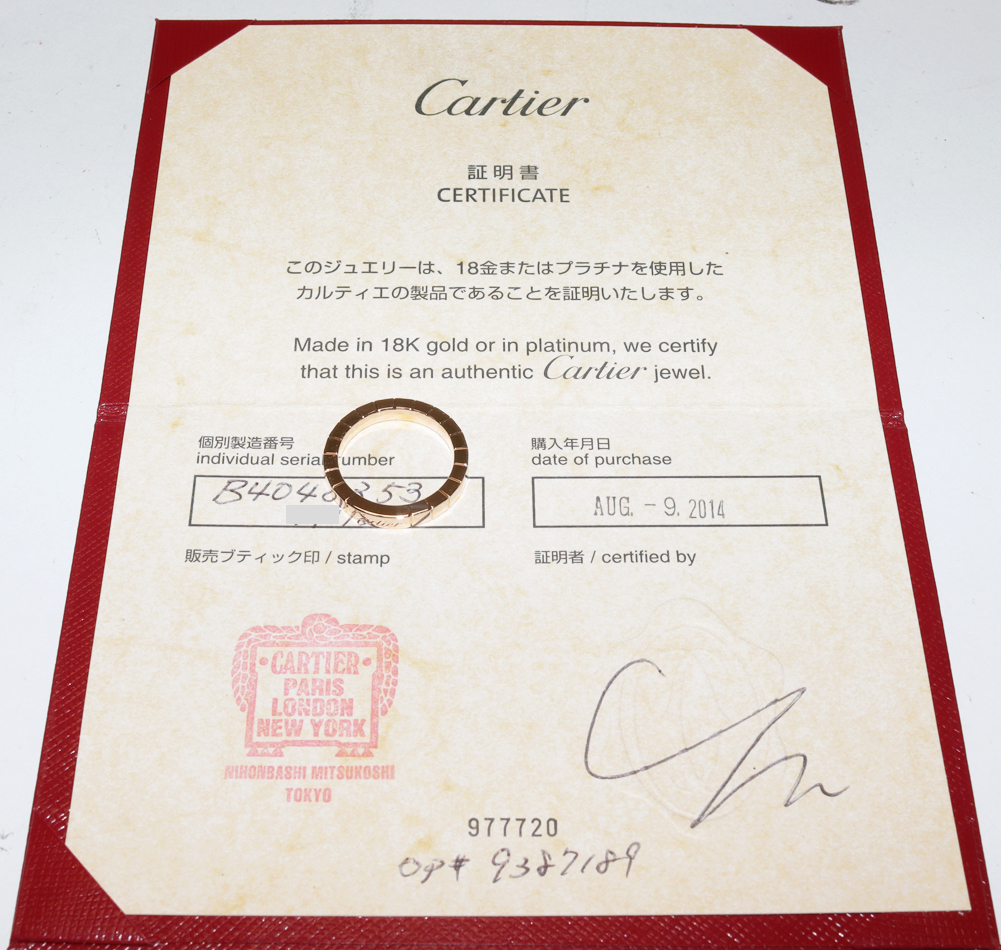 Cartier
証明書
CERTIFICATE
このジュエリーは、18金またはプラチナを使用した
カルティエの製品であることを証明いたします。
Made in 18K gold or in platinum, we certify
that this is an authentic Cartier jewel.
個別製造番号
individual serial number
購入年月日
date of purchase
AUG. - 9. 2014
Cartier
販売ブティック印 / stamp
証明者 / certified by
·CARTIER·
PARIS
LONDON
NEW YORK
NIHONBASHI MITSUKOSHI
TOKYO
977720
op# 9387189